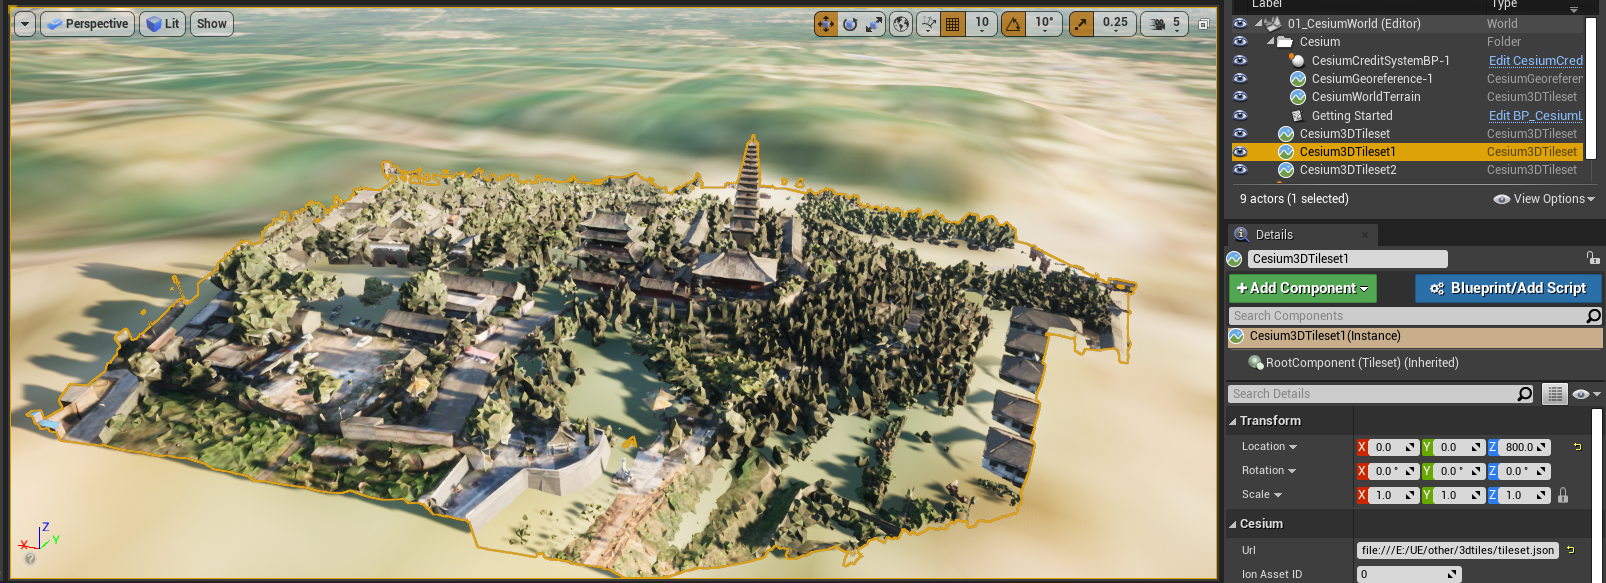 Perspective Lit Show 10 10° 0.25 5
Label Type
01_CesiumWorld (Editor) World
Cesium Folder
CesiumCreditSystemBP-1 Edit CesiumCred
CesiumGeoreference-1 CesiumGeoreferen
CesiumWorldTerrain Cesium3DTileset
Getting Started Edit BP_CesiumL
Cesium3DTileset Cesium3DTileset
Cesium3DTileset1 Cesium3DTileset
Cesium3DTileset2 Cesium3DTileset
9 actors (1 selected) View Options
Details
Cesium3DTileset1
+Add Component Blueprint/Add Script
Search Components
Cesium3DTileset1(Instance)
RootComponent (Tileset) (Inherited)
Search Details
Transform
Location X 0.0 Y 0.0 Z 800.0
Rotation X 0.0° Y 0.0° Z 0.0°
Scale X 1.0 Y 1.0 Z 1.0
Cesium
Url file:///E:/UE/other/3dtiles/tileset.json
Ion Asset ID 0
Z
X Y
?